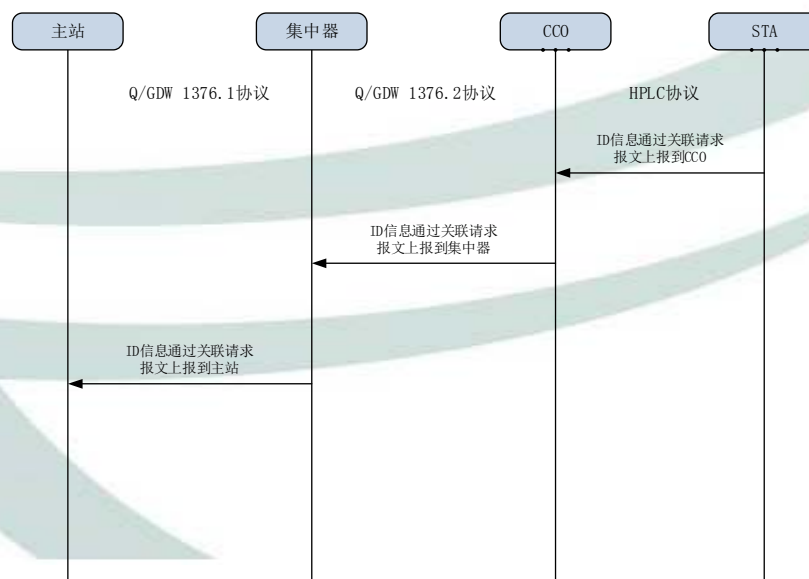 主站
集中器
CCO
STA
Q/GDW 1376.1协议
Q/GDW 1376.2协议
HPLC协议
ID信息通过关联请求
报文上报到CCO
ID信息通过关联请求
报文上报到集中器
ID信息通过关联请求
报文上报到主站